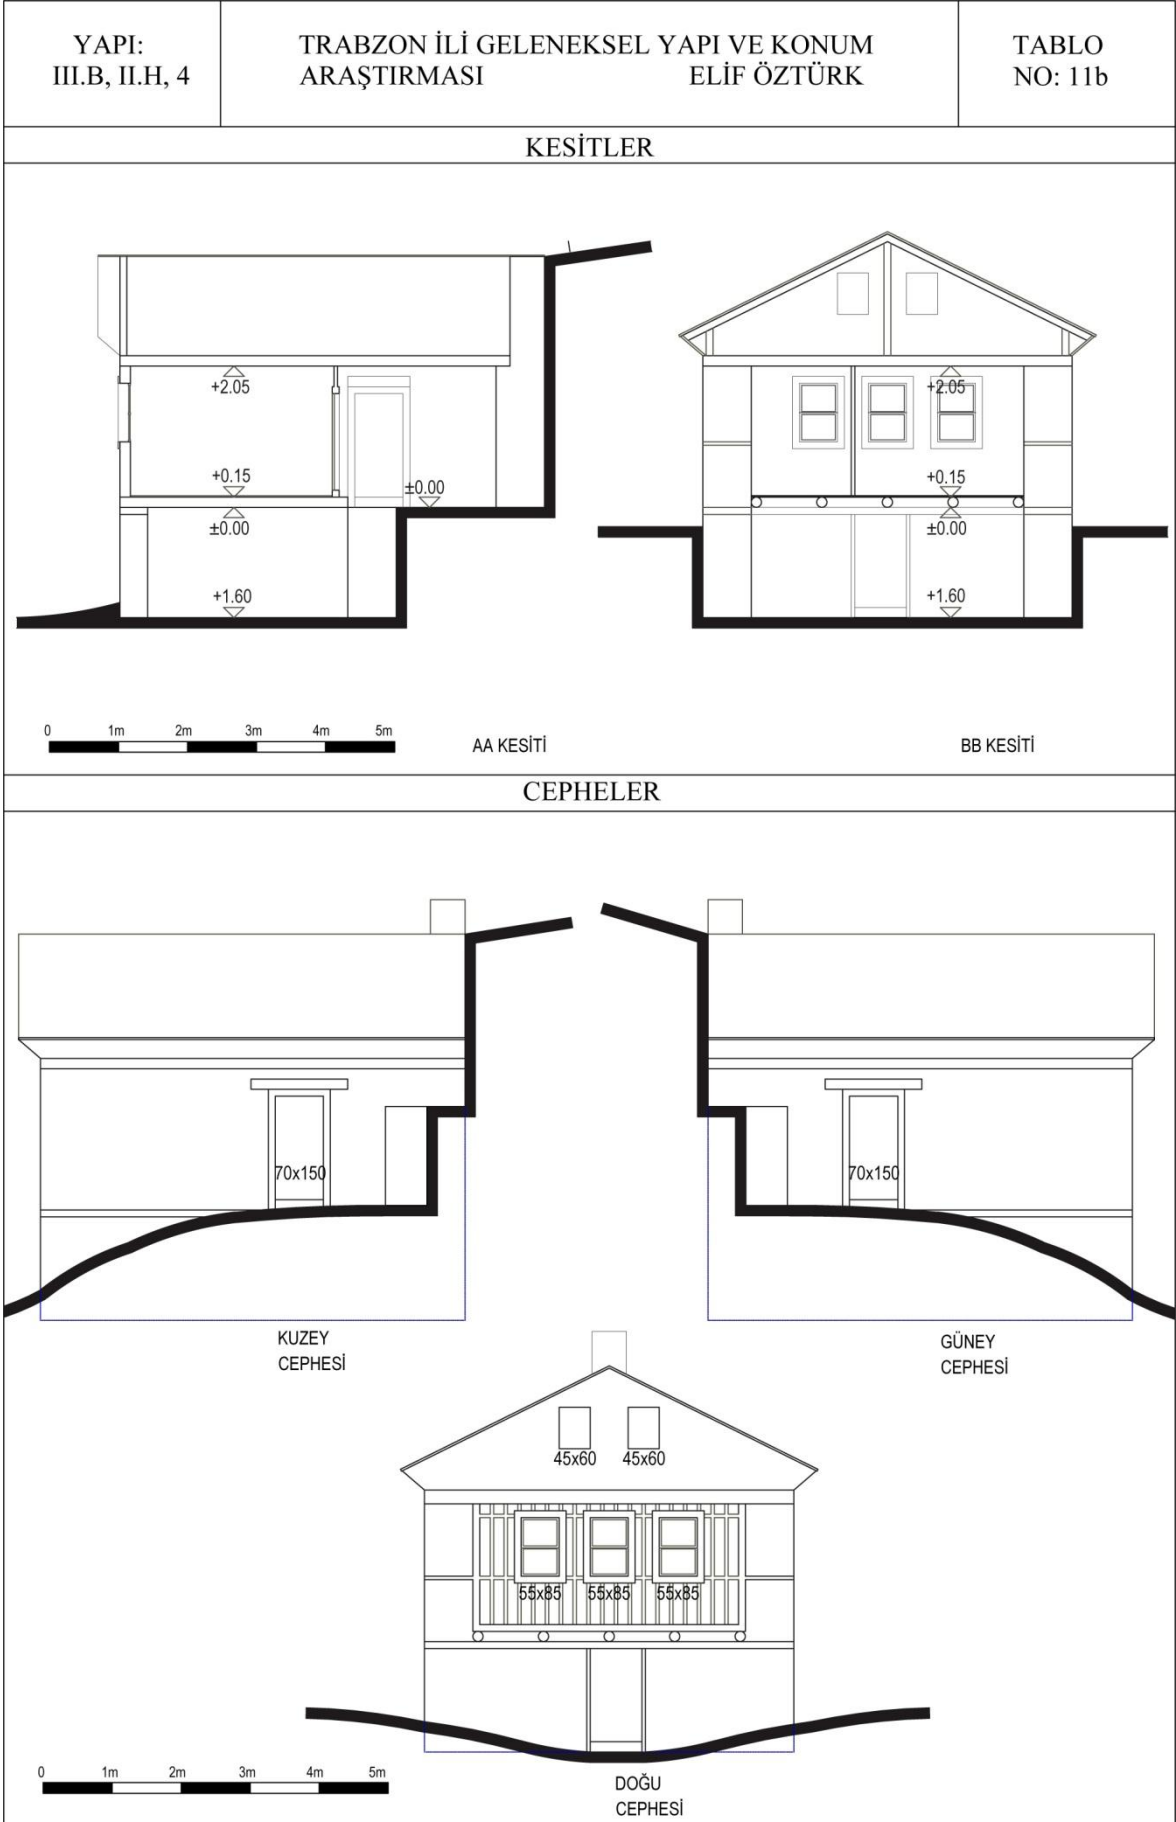 YAPI:
III.B, II.H, 4
TRABZON İLİ GELENEKSEL YAPI VE KONUM
ARAŞTIRMASI ELİF ÖZTÜRK
TABLO
NO: 11b
KESİTLER
+2.05
+0.15
±0.00
±0.00
+1.60
+2.05
+0.15
±0.00
+1.60
0 1m 2m 3m 4m 5m
AA KESİTİ
BB KESİTİ
CEPHELER
70x150
70x150
KUZEY
CEPHESİ
GÜNEY
CEPHESİ
45x60 45x60
55x85 55x85 55x85
0 1m 2m 3m 4m 5m
DOĞU
CEPHESİ